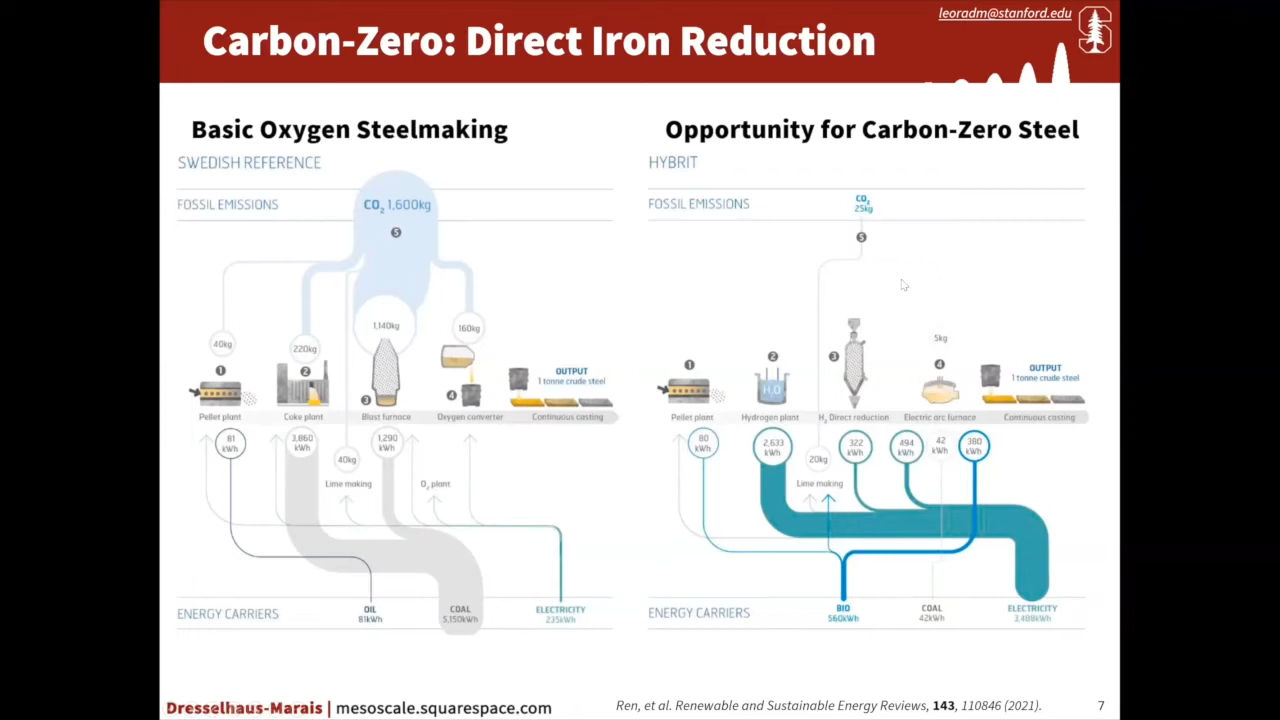 leoradm@stanford.edu
Carbon-Zero: Direct Iron Reduction
Basic Oxygen Steelmaking
SWEDISH REFERENCE
FOSSIL EMISSIONS
CO2 1,600kg
5
40kg
220kg
1,140kg
160kg
1
2
3
4
OUTPUT
1 tonne crude steel
Pellet plant
Coke plant
Blast furnace
Oxygen converter
Continuous casting
81 kWh
3,860 kWh
1,290 kWh
40kg
Lime making
O2 plant
ENERGY CARRIERS
OIL
81kWh
COAL
5,150kWh
ELECTRICITY
235kWh
Opportunity for Carbon-Zero Steel
HYBRIT
FOSSIL EMISSIONS
CO2
25kg
5
5kg
1
2
3
4
H2O
OUTPUT
1 tonne crude steel
Pellet plant
Hydrogen plant
H2 Direct reduction
Electric arc furnace
Continuous casting
80 kWh
2,633 kWh
20kg
322 kWh
494 kWh
42 kWh
380 kWh
Lime making
ENERGY CARRIERS
BIO
560kWh
COAL
42kWh
ELECTRICITY
3,488kWh
Dresselhaus-Marais | mesoscale.squarespace.com
Ren, et al. Renewable and Sustainable Energy Reviews, 143, 110846 (2021).
7